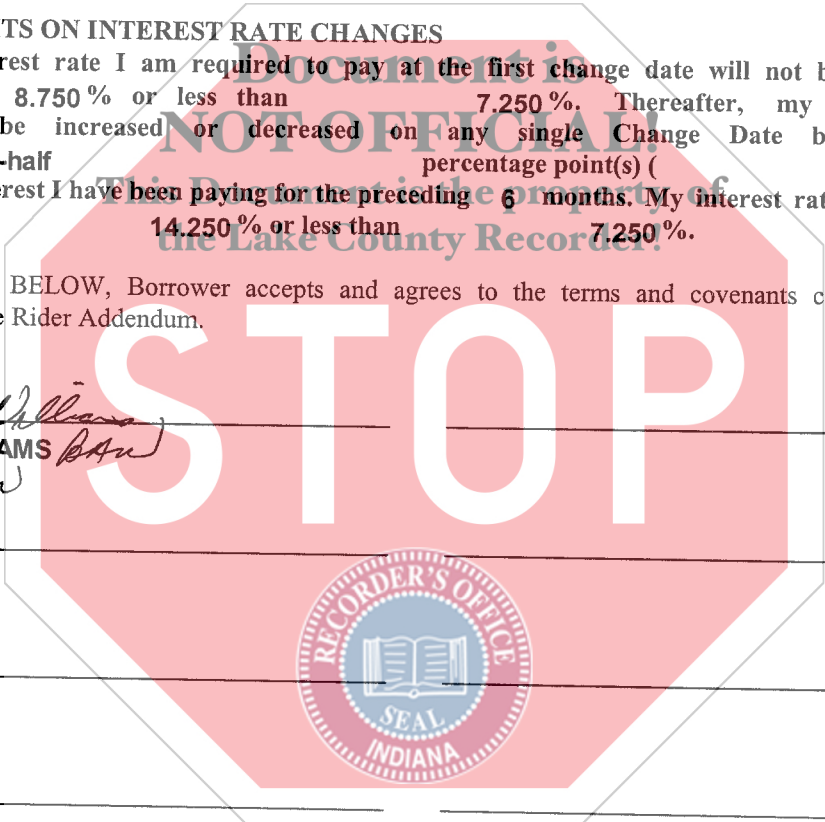 TS ON INTEREST RATE CHANGES
rest rate I am required to pay at the first change date will not b
8.750 % or less than 7.250 %. Thereafter, my
be increased or decreased on any single Change Date b
-half percentage point(s) (
erest I have been paying for the preceding 6 months. My interest rat
14.250 % or less than 7.250 %.
BELOW, Borrower accepts and agrees to the terms and covenants c
e Rider Addendum.
Williams
AMS BAW
Document is
NOT OFFICIAL!
This Document is the property of
the Lake County Recorder!
STOP
RECORDER'S OFFICE
SEAL
INDIANA